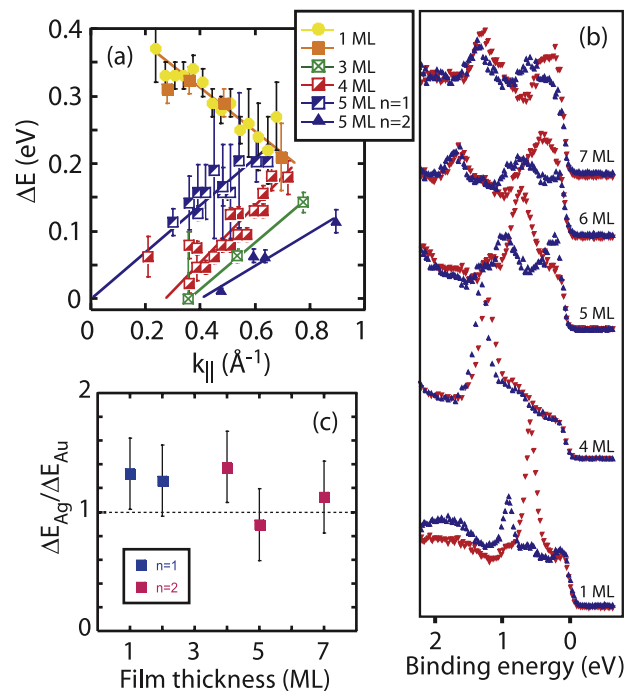 (a)
0.4
0.3
0.2
0.1
0
ΔE (eV)
0 0.2 0.4 0.6 0.8 1
k|| (Å⁻¹)
1 ML
3 ML
4 ML
5 ML n=1
5 ML n=2
(b)
7 ML
6 ML
5 ML
4 ML
1 ML
2 1 0
Binding energy (eV)
(c)
2
1
0
ΔE_Ag/ΔE_Au
n=1
n=2
1 3 5 7
Film thickness (ML)